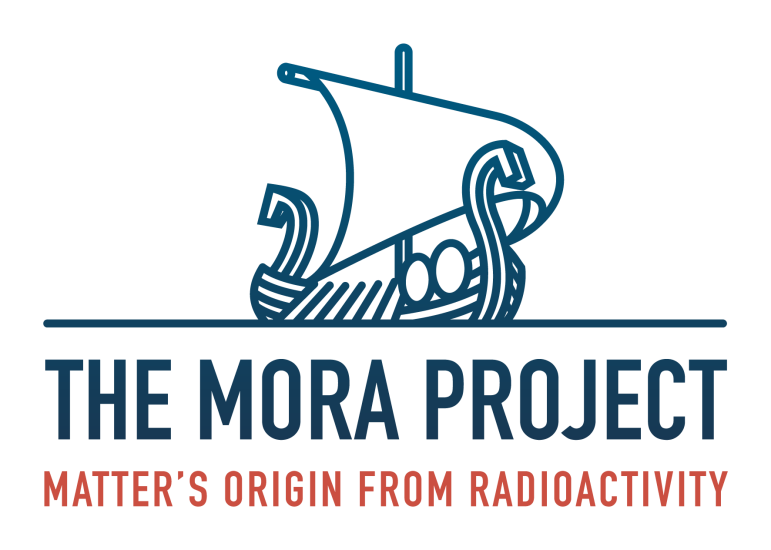 THE MORA PROJECT
MATTER'S ORIGIN FROM RADIOACTIVITY